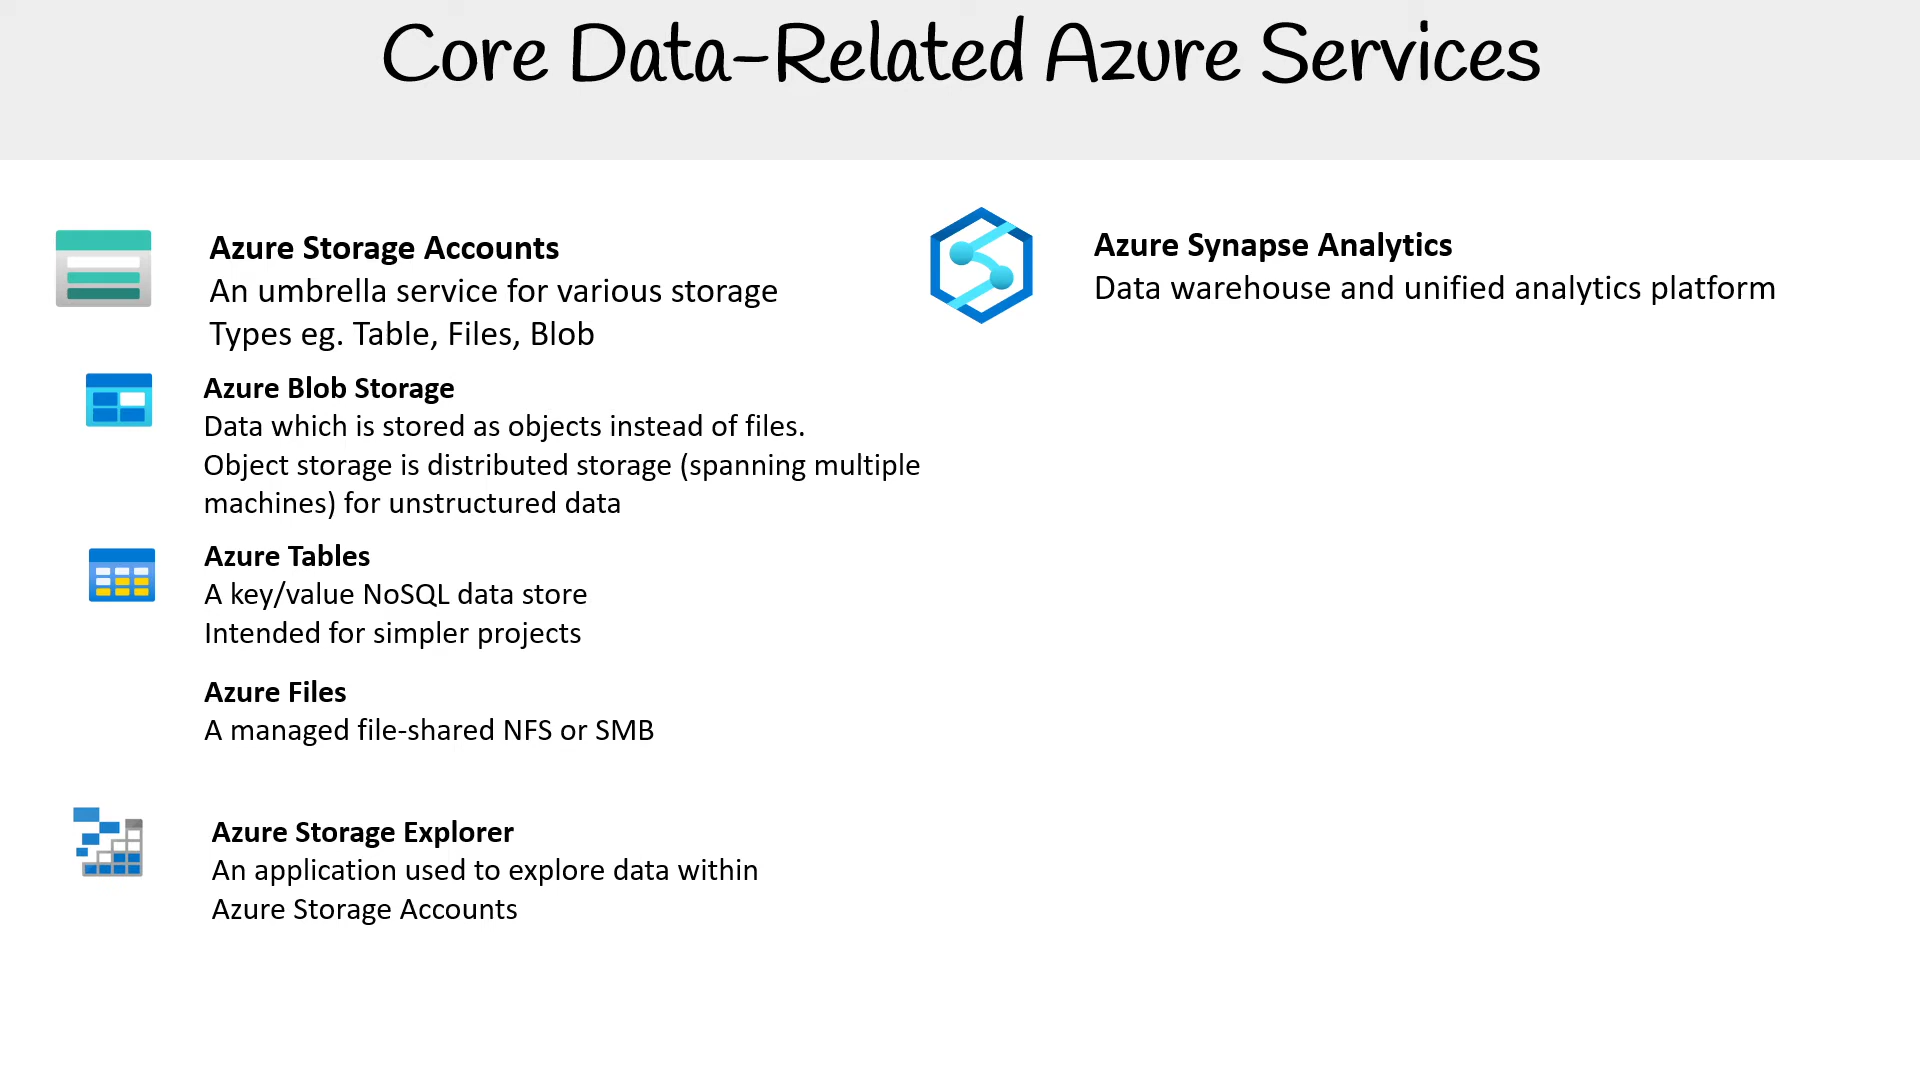 Core Data-Related Azure Services
Azure Storage Accounts
An umbrella service for various storage
Types eg. Table, Files, Blob
Azure Blob Storage
Data which is stored as objects instead of files.
Object storage is distributed storage (spanning multiple
machines) for unstructured data
Azure Tables
A key/value NoSQL data store
Intended for simpler projects
Azure Files
A managed file-shared NFS or SMB
Azure Storage Explorer
An application used to explore data within
Azure Storage Accounts
Azure Synapse Analytics
Data warehouse and unified analytics platform